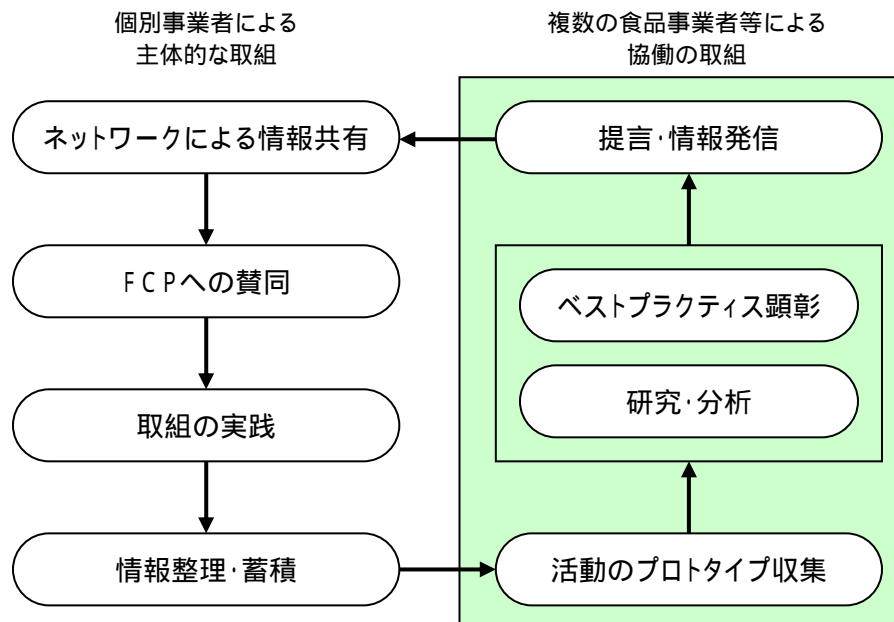 個別事業者による
主体的な取組
ネットワークによる情報共有
ＦＣＰへの賛同
取組の実践
情報整理・蓄積
複数の食品事業者等による
協働の取組
提言・情報発信
ベストプラクティス顕彰
研究・分析
活動のプロトタイプ収集